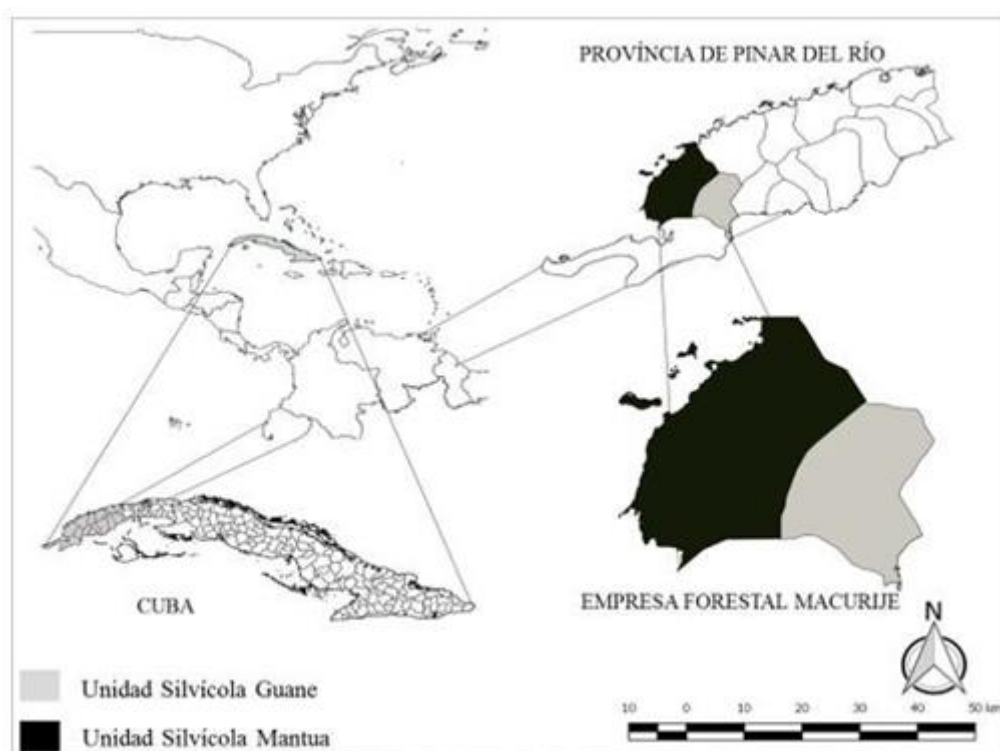 PROVÍNCIA DE PINAR DEL RÍO
CUBA
EMPRESA FORESTAL MACURIJE
N
Unidad Silvícola Guane
Unidad Silvícola Mantua
10 0 10 20 30 40 50 km